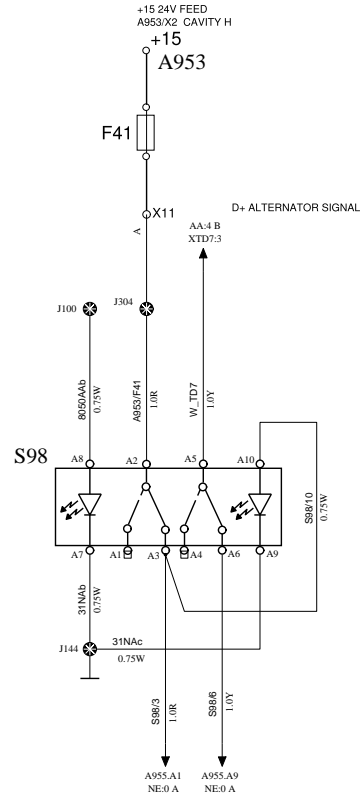 +15 24V FEED
A953/X2 CAVITY H
+15
A953
F41
X11
D+ ALTERNATOR SIGNAL
A
AA:4 B
XTD7:3
J100
J304
8050AAb
0.75W
A953/F41
1.0R
W_TD7
1.0Y
S98
A8
A2
A5
A10
S98/10
0.75W
A7
A1
A3
A4
A6
A9
31NAb
0.75W
J144
31NAc
0.75W
S98/3
1.0R
S98/6
1.0Y
A955.A1
NE:0 A
A955.A9
NE:0 A